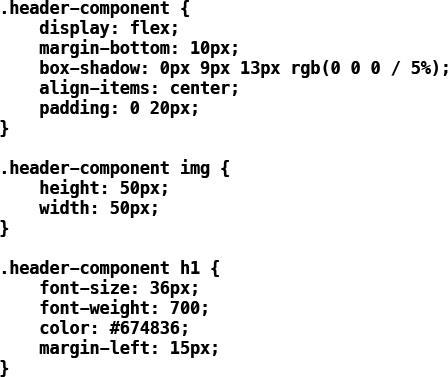 .header-component {
    display: flex;
    margin-bottom: 10px;
    box-shadow: 0px 9px 13px rgb(0 0 0 / 5%);
    align-items: center;
    padding: 0 20px;
}

.header-component img {
    height: 50px;
    width: 50px;
}

.header-component h1 {
    font-size: 36px;
    font-weight: 700;
    color: #674836;
    margin-left: 15px;
}